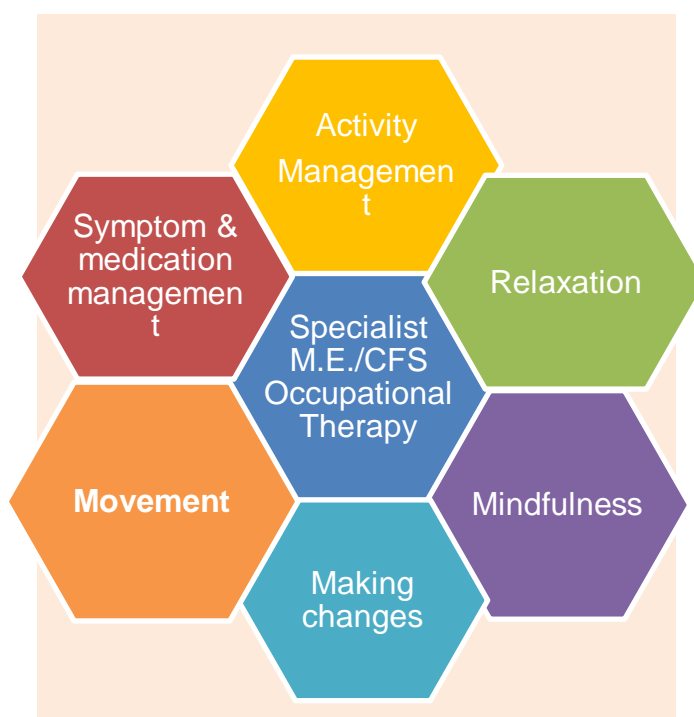 Activity
Managemen
t
Symptom &
medication
managemen
t
Relaxation
Specialist
M.E./CFS
Occupational
Therapy
Movement
Mindfulness
Making
changes